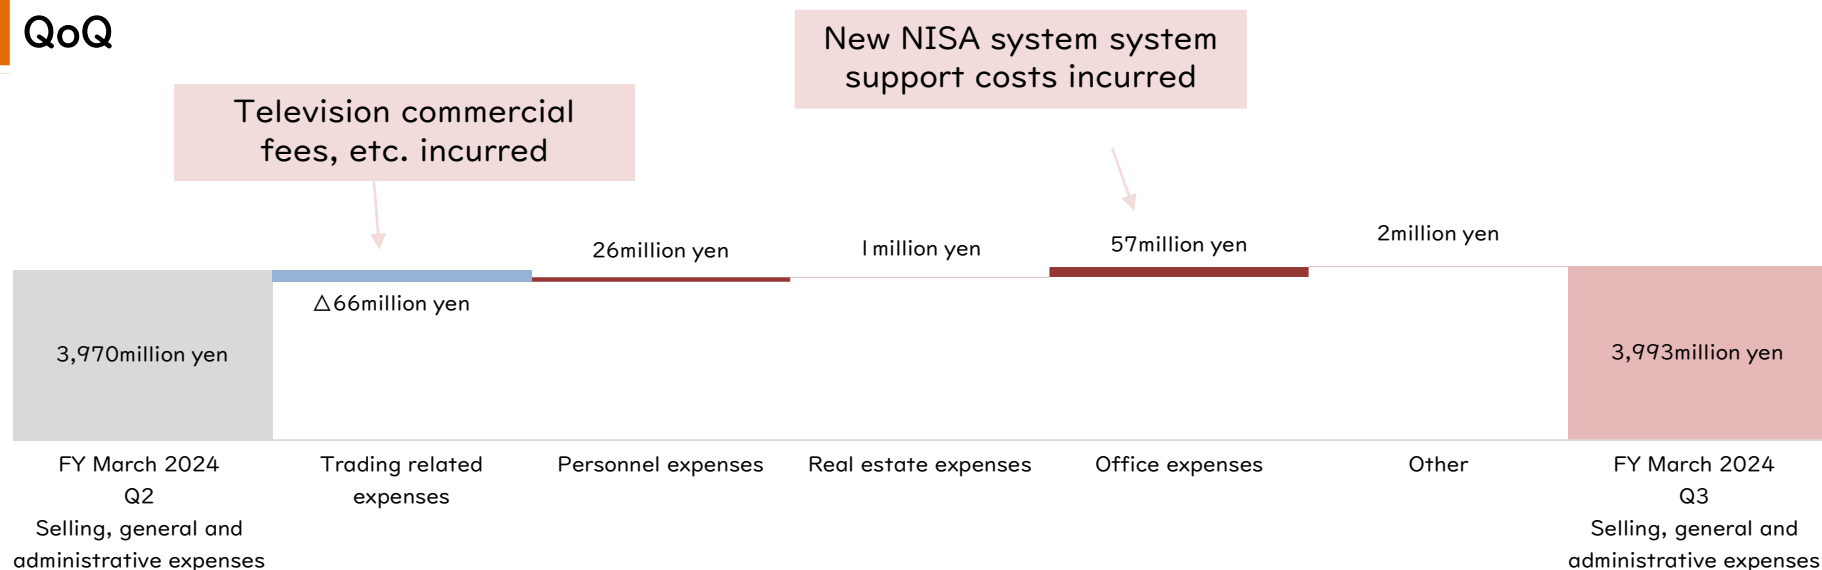 QoQ
New NISA system system
support costs incurred
Television commercial
fees, etc. incurred
2million yen
57million yen
1million yen
26million yen
△66million yen
3,970million yen
3,993million yen
FY March 2024
Q2
Selling, general and
administrative expenses
Trading related
expenses
Personnel expenses
Real estate expenses
Office expenses
Other
FY March 2024
Q3
Selling, general and
administrative expenses